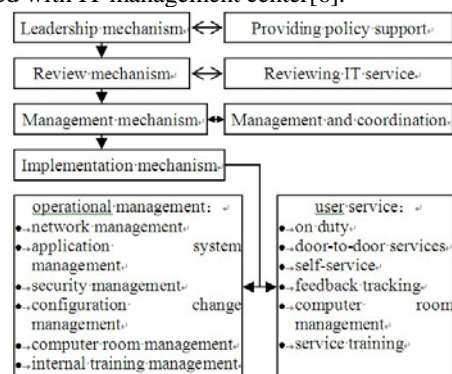 ed with IT management center[6].
Leadership mechanism
Providing policy support
Review mechanism
Reviewing IT service
Management mechanism
Management and coordination
Implementation mechanism
operational management:
network management
application system
management
security management
configuration change
management
computer room management
internal training management
user service:
on duty
door-to-door services
self-service
feedback tracking
computer room
management
service training